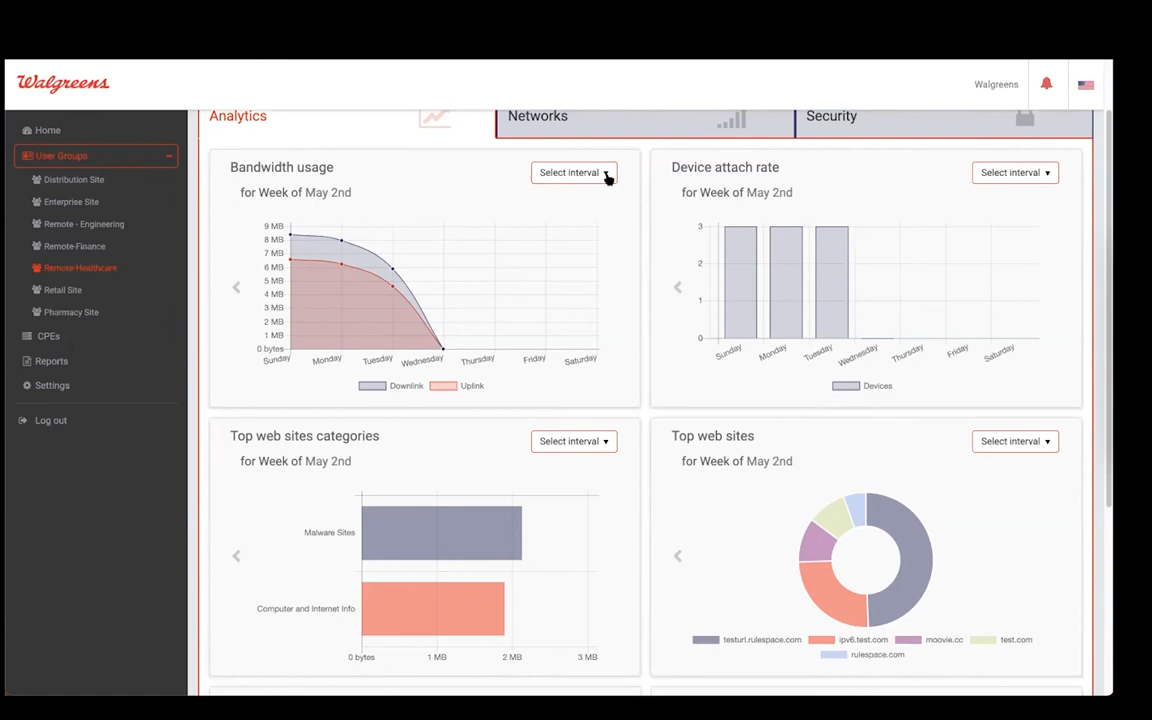 Walgreens
Walgreens
Home
User Groups
Distribution Site
Enterprise Site
Remote - Engineering
Remote-Finance
Remote-Healthcare
Retail Site
Pharmacy Site
CPEs
Reports
Settings
Log out
Analytics
Networks
Security
Bandwidth usage
Select interval
for Week of May 2nd
9 MB
8 MB
7 MB
6 MB
5 MB
4 MB
3 MB
2 MB
1 MB
0 bytes
Sunday Monday Tuesday Wednesday Thursday Friday Saturday
Downlink Uplink
Device attach rate
Select interval
for Week of May 2nd
3
2
1
0
Sunday Monday Tuesday Wednesday Thursday Friday Saturday
Devices
Top web sites categories
Select interval
for Week of May 2nd
Malware Sites
Computer and Internet Info
0 bytes 1 MB 2 MB 3 MB
Top web sites
Select interval
for Week of May 2nd
testurl.rulespace.com ipv6.test.com moovie.cc test.com
rulespace.com